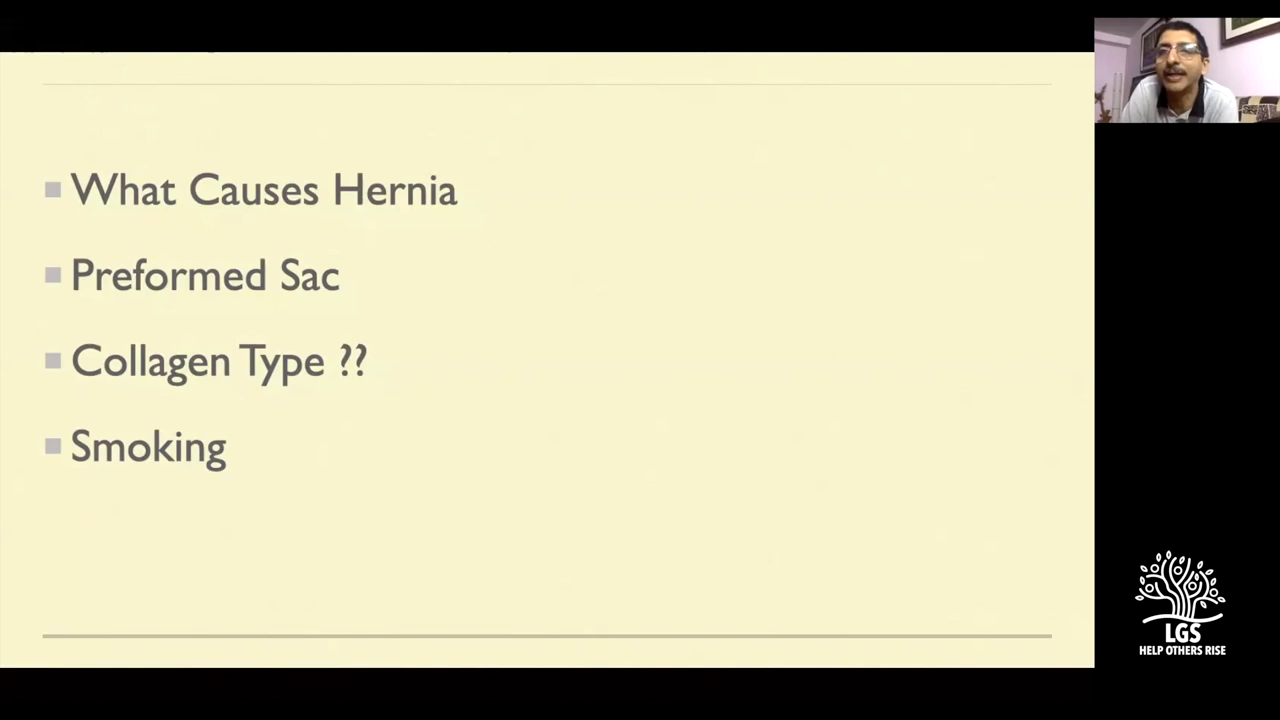 What Causes Hernia
Preformed Sac
Collagen Type ??
Smoking
LGS
HELP OTHERS RISE